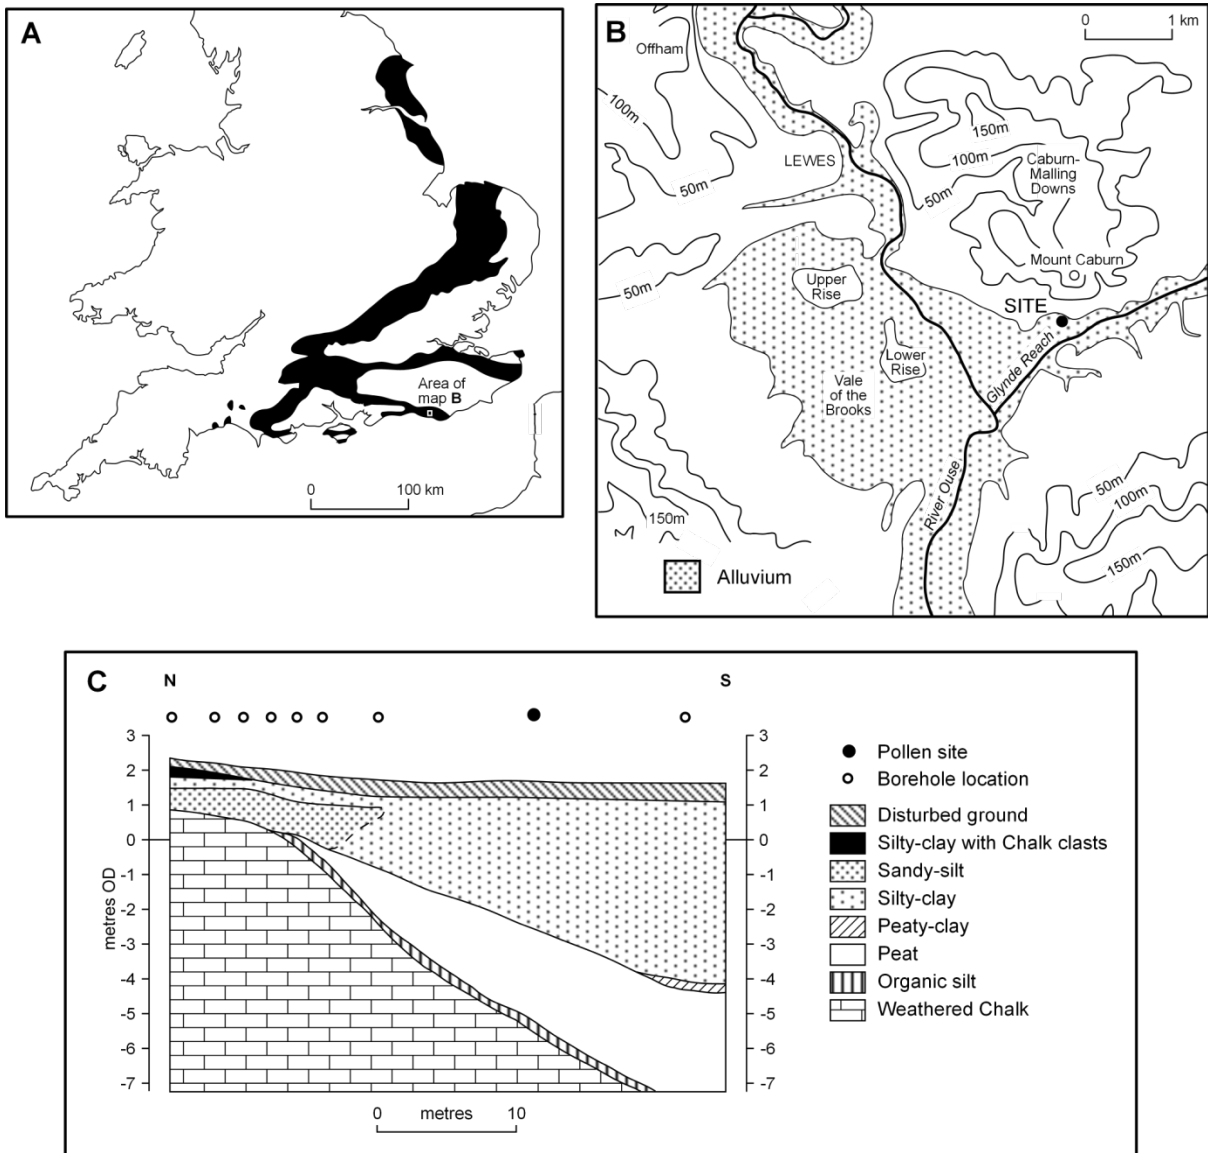 A
Area of
map B
0
100 km
B
0
1 km
Offham
100m
50m
LEWES
150m
100m
50m
Caburn-
Malling
Downs
Mount Caburn
SITE
50m
Upper
Rise
Lower
Rise
Glynde Reach
Vale
of the
Brooks
River Ouse
50m
100m
150m
150m
Alluvium
C
N
S
3
2
1
0
-1
-2
-3
-4
-5
-6
-7
metres OD
3
2
1
0
-1
-2
-3
-4
-5
-6
-7
0 metres 10
Pollen site
Borehole location
Disturbed ground
Silty-clay with Chalk clasts
Sandy-silt
Silty-clay
Peaty-clay
Peat
Organic silt
Weathered Chalk